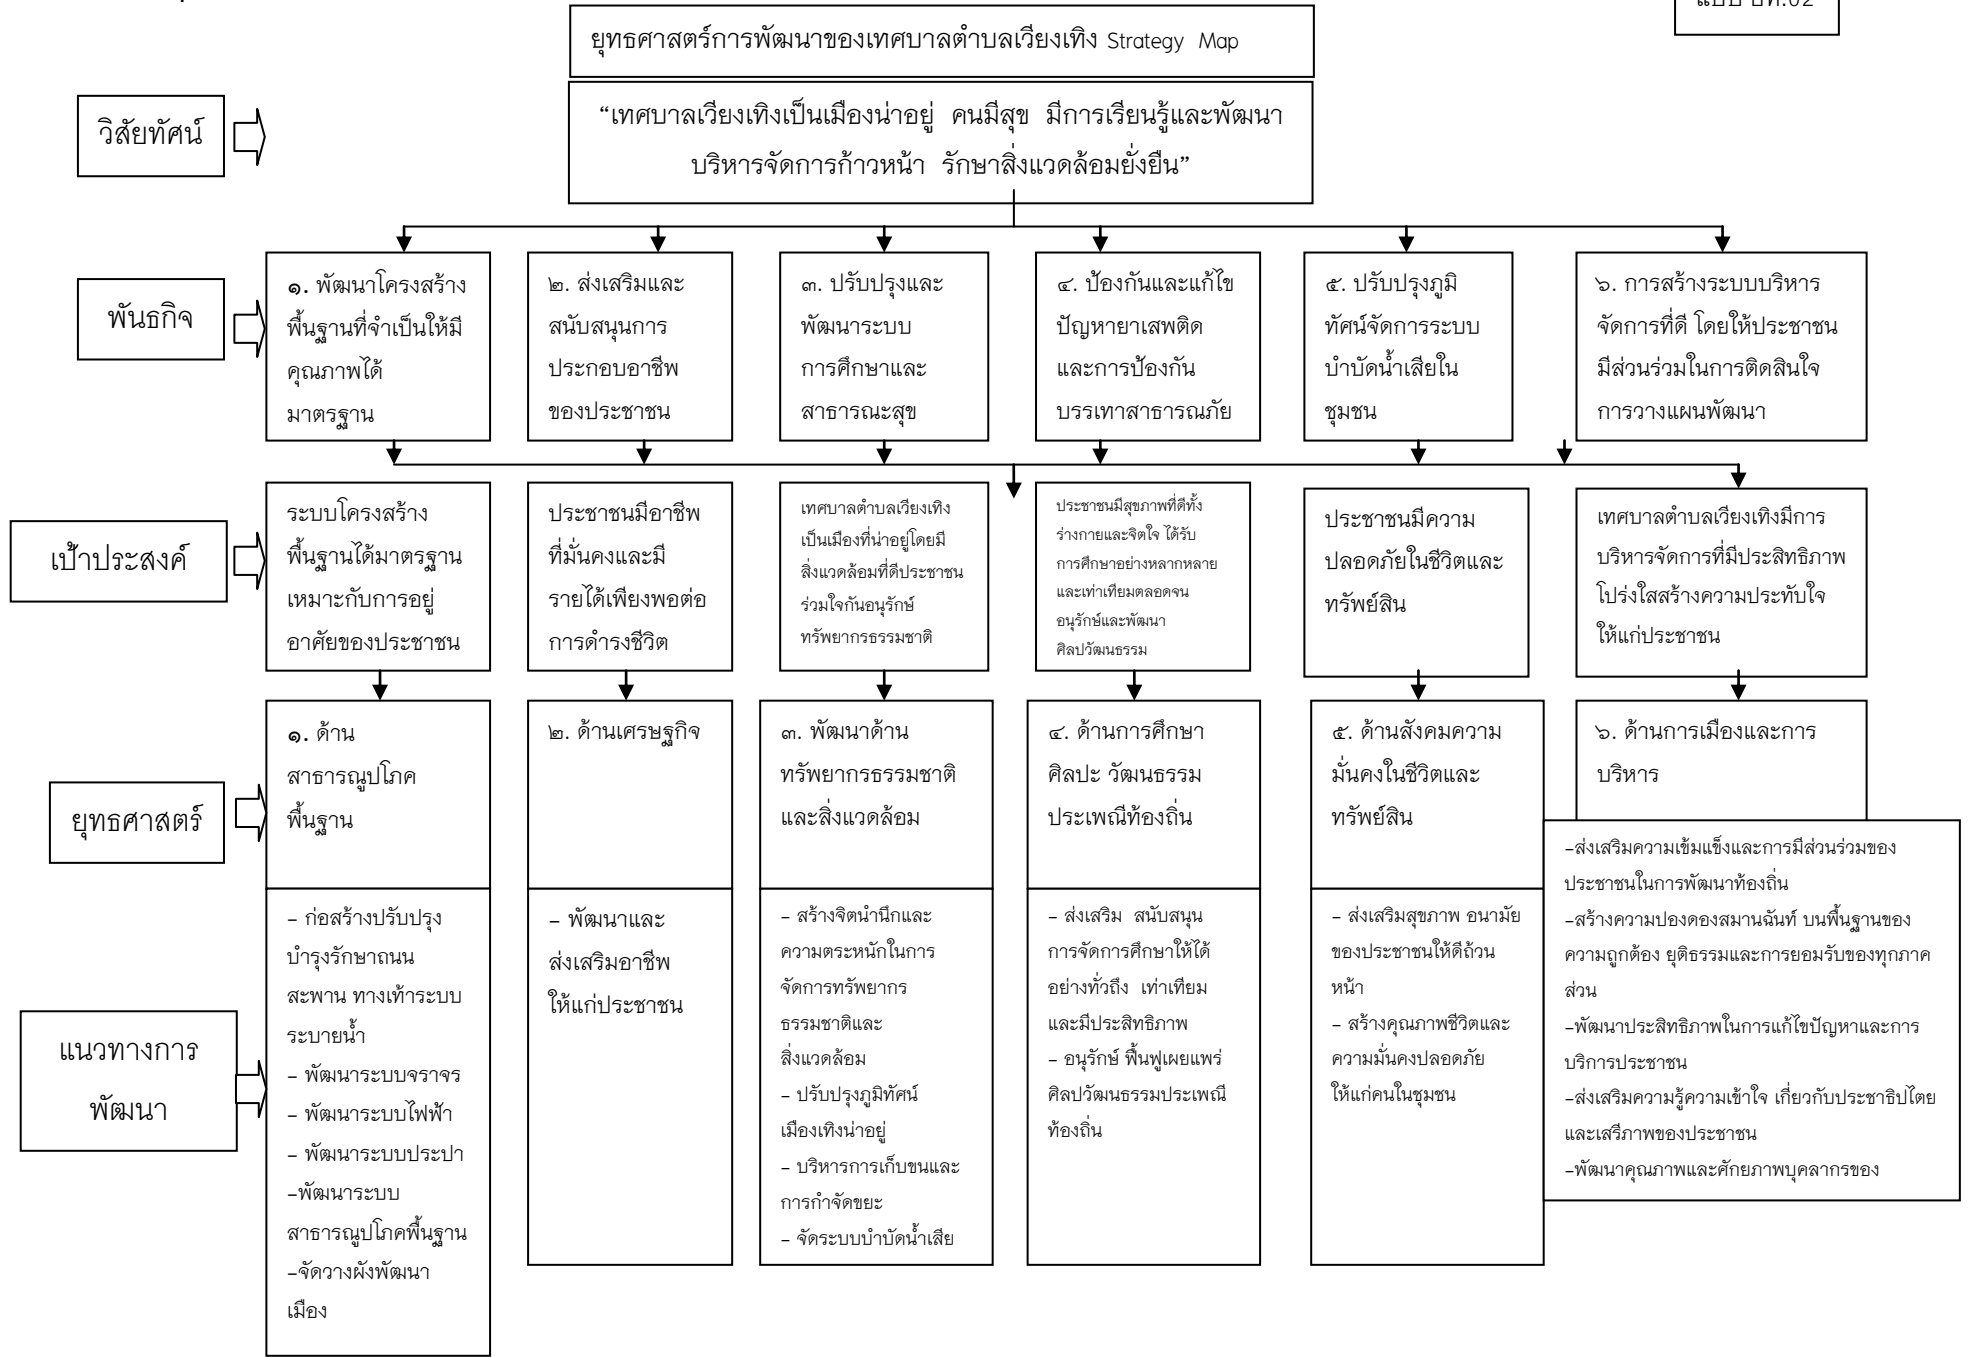 แบบ ยท.02
ยุทธศาสตร์การพัฒนาของเทศบาลตำบลเวียงเทิง Strategy Map
วิสัยทัศน์
“เทศบาลเวียงเทิงเป็นเมืองน่าอยู่ คนมีสุข มีการเรียนรู้และพัฒนา
บริหารจัดการก้าวหน้า รักษาสิ่งแวดล้อมยั่งยืน”
พันธกิจ
๑. พัฒนาโครงสร้าง
พื้นฐานที่จำเป็นให้มี
คุณภาพได้
มาตรฐาน
๒. ส่งเสริมและ
สนับสนุนการ
ประกอบอาชีพ
ของประชาชน
๓. ปรับปรุงและ
พัฒนาระบบ
การศึกษาและ
สาธารณะสุข
๔. ป้องกันและแก้ไข
ปัญหายาเสพติด
และการป้องกัน
บรรเทาสาธารณภัย
๕. ปรับปรุงภูมิ
ทัศน์จัดการระบบ
บำบัดน้ำเสียใน
ชุมชน
๖. การสร้างระบบบริหาร
จัดการที่ดี โดยให้ประชาชน
มีส่วนร่วมในการติดสินใจ
การวางแผนพัฒนา
เป้าประสงค์
ระบบโครงสร้าง
พื้นฐานได้มาตรฐาน
เหมาะกับการอยู่
อาศัยของประชาชน
ประชาชนมีอาชีพ
ที่มั่นคงและมี
รายได้เพียงพอต่อ
การดำรงชีวิต
เทศบาลตำบลเวียงเทิง
เป็นเมืองที่น่าอยู่โดยมี
สิ่งแวดล้อมที่ดีประชาชน
ร่วมใจกันอนุรักษ์
ทรัพยากรธรรมชาติ
ประชาชนมีสุขภาพที่ดีทั้ง
ร่างกายและจิตใจ ได้รับ
การศึกษาอย่างหลากหลาย
และเท่าเทียมตลอดจน
อนุรักษ์และพัฒนา
ศิลปวัฒนธรรม
ประชาชนมีความ
ปลอดภัยในชีวิตและ
ทรัพย์สิน
เทศบาลตำบลเวียงเทิงมีการ
บริหารจัดการที่มีประสิทธิภาพ
โปร่งใสสร้างความประทับใจ
ให้แก่ประชาชน
ยุทธศาสตร์
๑. ด้าน
สาธารณูปโภค
พื้นฐาน
๒. ด้านเศรษฐกิจ
๓. พัฒนาด้าน
ทรัพยากรธรรมชาติ
และสิ่งแวดล้อม
๔. ด้านการศึกษา
ศิลปะ วัฒนธรรม
ประเพณีท้องถิ่น
๕. ด้านสังคมความ
มั่นคงในชีวิตและ
ทรัพย์สิน
๖. ด้านการเมืองและการ
บริหาร
แนวทางการ
พัฒนา
– ก่อสร้างปรับปรุง
บำรุงรักษาถนน
สะพาน ทางเท้าระบบ
ระบายน้ำ
– พัฒนาระบบจราจร
– พัฒนาระบบไฟฟ้า
– พัฒนาระบบประปา
–พัฒนาระบบ
สาธารณูปโภคพื้นฐาน
–จัดวางผังพัฒนา
เมือง
– พัฒนาและ
ส่งเสริมอาชีพ
ให้แก่ประชาชน
– สร้างจิตนำนึกและ
ความตระหนักในการ
จัดการทรัพยากร
ธรรมชาติและ
สิ่งแวดล้อม
– ปรับปรุงภูมิทัศน์
เมืองเทิงน่าอยู่
– บริหารการเก็บขนและ
การกำจัดขยะ
– จัดระบบบำบัดน้ำเสีย
– ส่งเสริม สนับสนุน
การจัดการศึกษาให้ได้
อย่างทั่วถึง เท่าเทียม
และมีประสิทธิภาพ
– อนุรักษ์ ฟื้นฟูเผยแพร่
ศิลปวัฒนธรรมประเพณี
ท้องถิ่น
– ส่งเสริมสุขภาพ อนามัย
ของประชาชนให้ดีถ้วน
หน้า
– สร้างคุณภาพชีวิตและ
ความมั่นคงปลอดภัย
ให้แก่คนในชุมชน
–ส่งเสริมความเข้มแข็งและการมีส่วนร่วมของ
ประชาชนในการพัฒนาท้องถิ่น
–สร้างความปองดองสมานฉันท์ บนพื้นฐานของ
ความถูกต้อง ยุติธรรมและการยอมรับของทุกภาค
ส่วน
–พัฒนาประสิทธิภาพในการแก้ไขปัญหาและการ
บริการประชาชน
–ส่งเสริมความรู้ความเข้าใจ เกี่ยวกับประชาธิปไตย
และเสรีภาพของประชาชน
–พัฒนาคุณภาพและศักยภาพบุคลากรของ